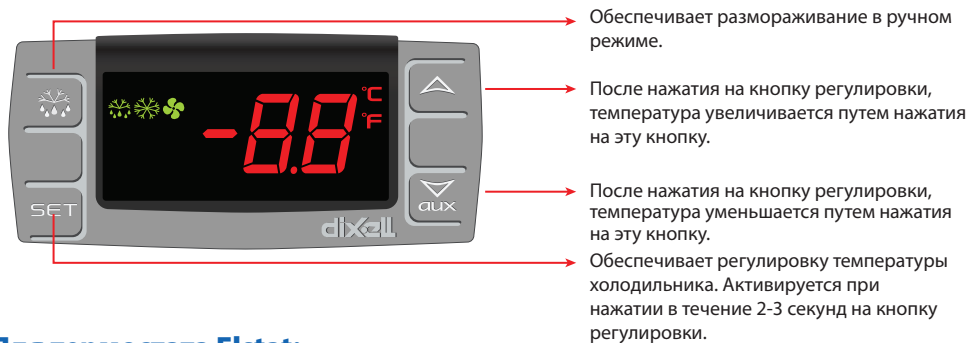 Обеспечивает размораживание в ручном
режиме.
°C
°F
-8.8
После нажатия на кнопку регулировки,
температура увеличивается путем нажатия
на эту кнопку.
SET
aux
dixell
После нажатия на кнопку регулировки,
температура уменьшается путем нажатия
на эту кнопку.
Обеспечивает регулировку температуры
холодильника. Активируется при
нажатии в течение 2-3 секунд на кнопку
регулировки.